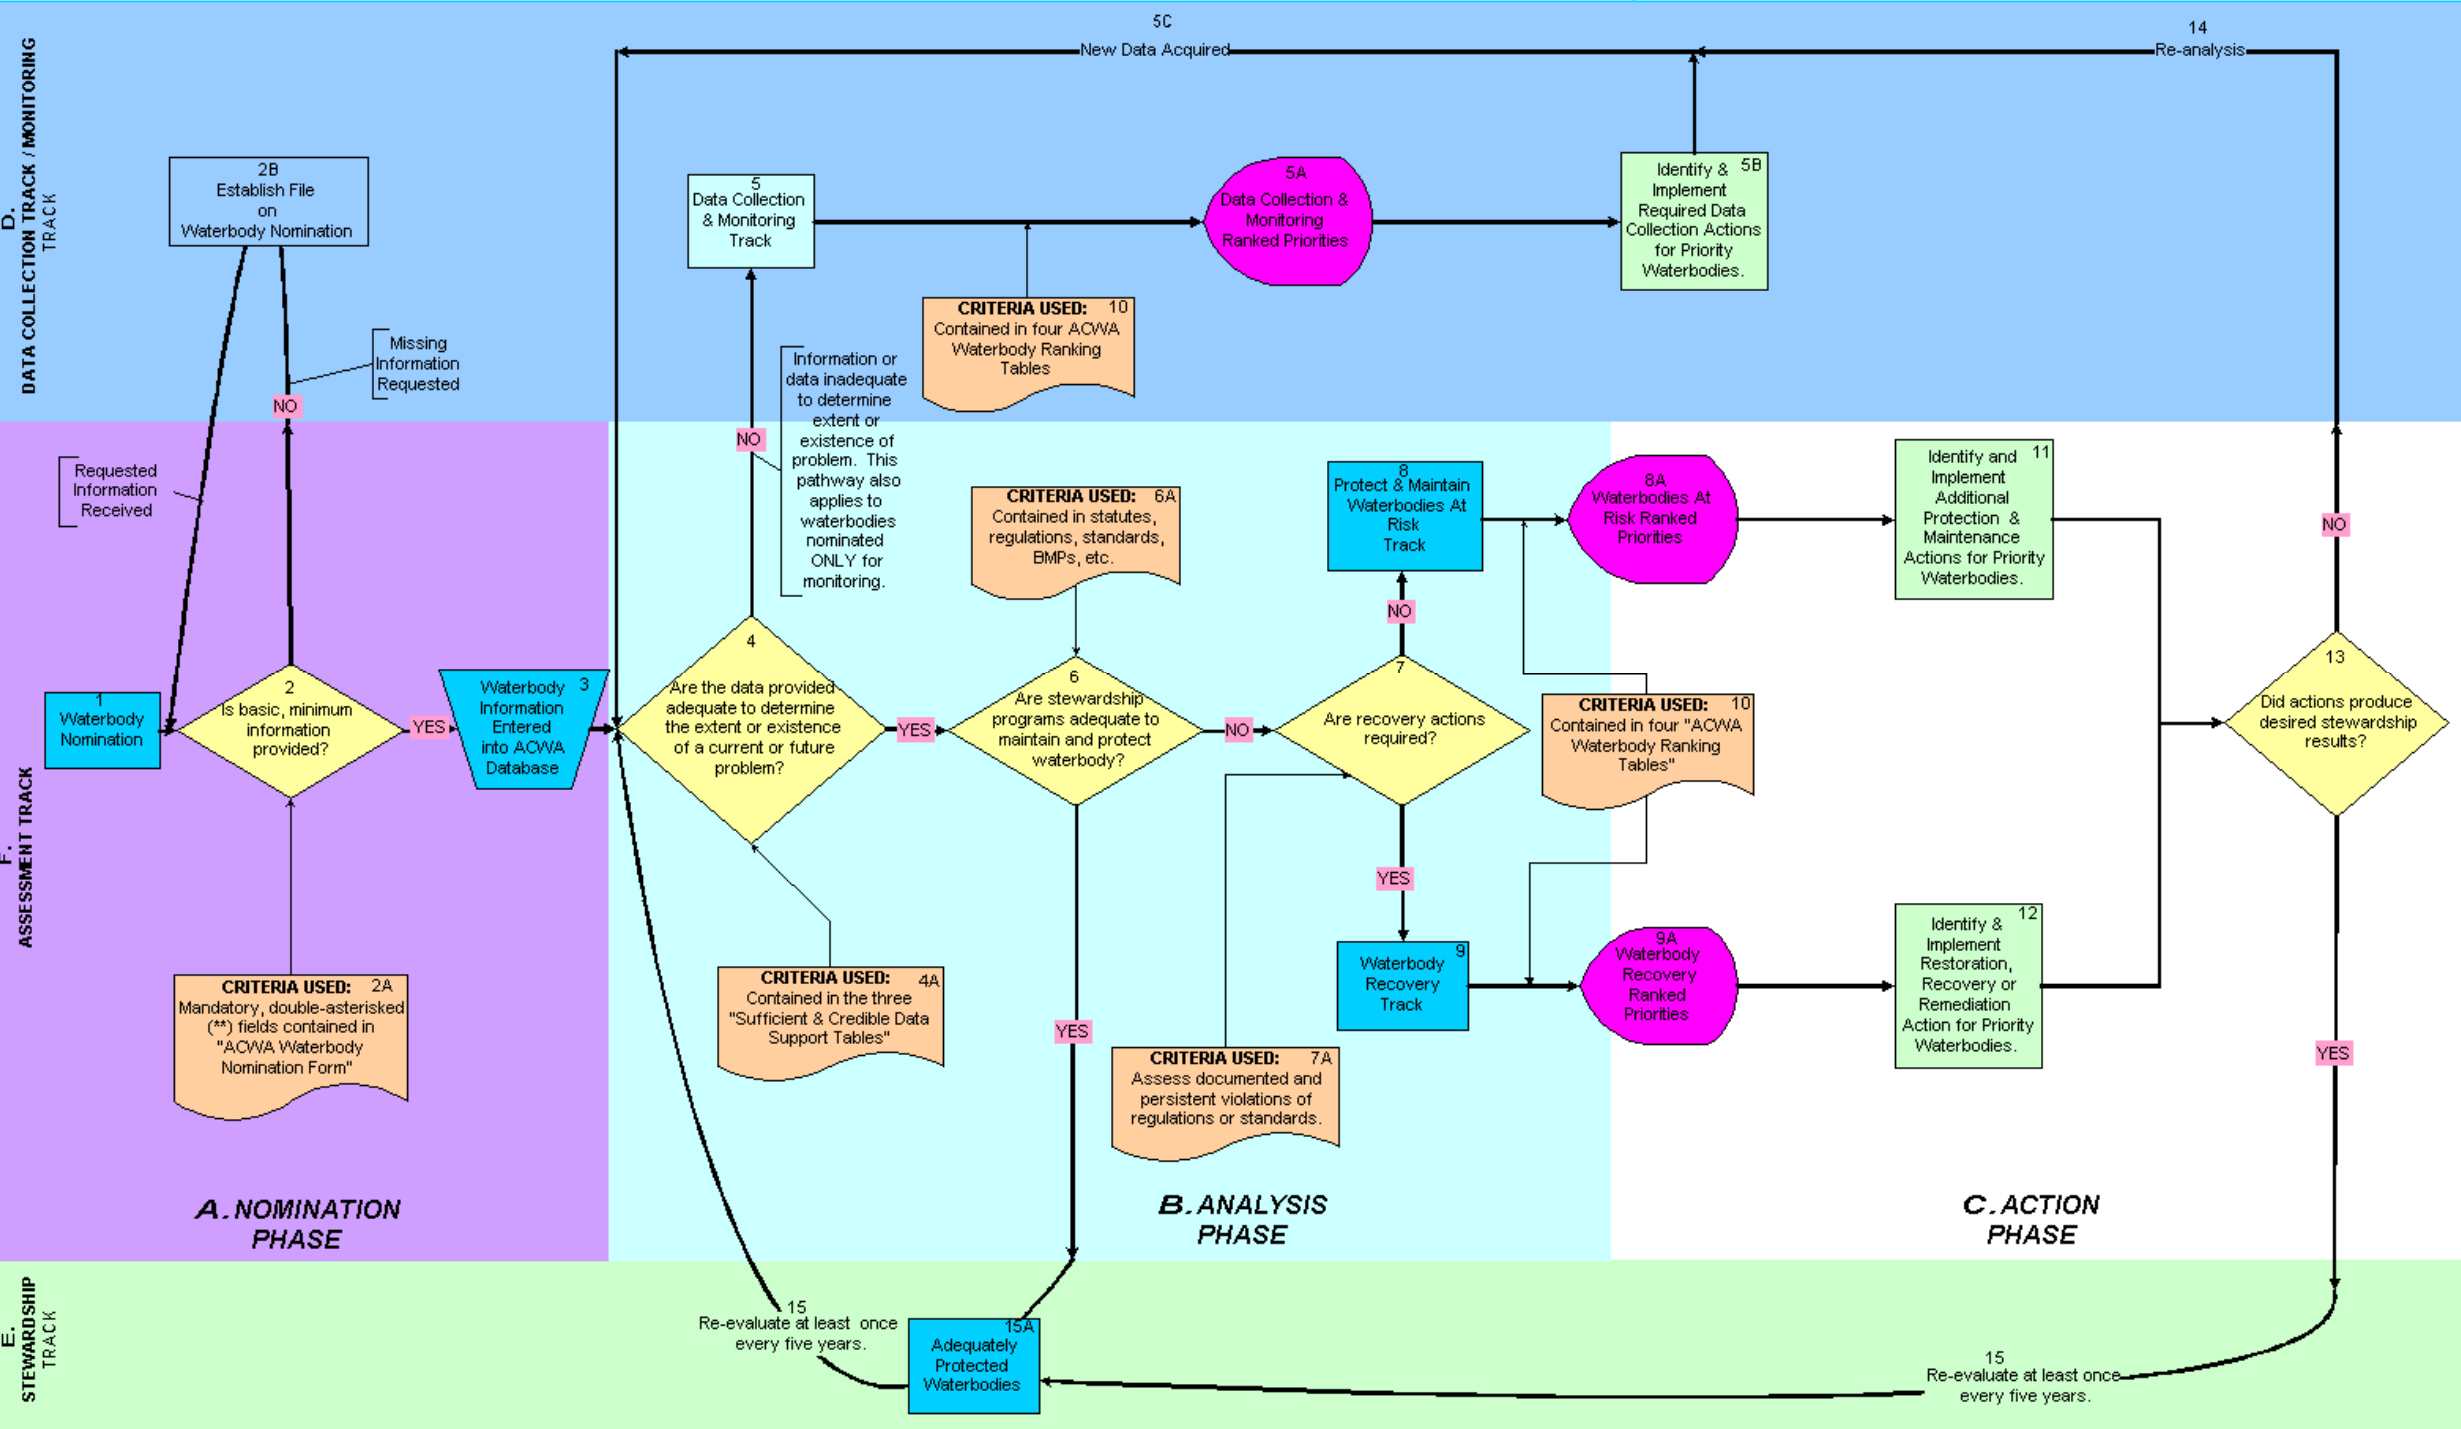 5C
New Data Acquired
14
Re-analysis
D.
DATA COLLECTION TRACK / MONITORING
TRACK
2B
Establish File
on
Waterbody Nomination
5
Data Collection
& Monitoring
Track
5A
Data Collection &
Monitoring
Ranked Priorities
Identify & 5B
Implement
Required Data
Collection Actions
for Priority
Waterbodies.
CRITERIA USED: 10
Contained in four ACWA
Waterbody Ranking
Tables
Missing
Information
Requested
NO
NO
Information or
data inadequate
to determine
extent or
existence of
problem. This
pathway also
applies to
waterbodies
nominated
ONLY for
monitoring.
Requested
Information
Received
F.
ASSESSMENT TRACK
1
Waterbody
Nomination
2
Is basic, minimum
information
provided?
YES
Waterbody 3
Information
Entered
into ACWA
Database
CRITERIA USED: 2A
Mandatory, double-asterisked
(**) fields contained in
"ACWA Waterbody
Nomination Form"
A. NOMINATION
PHASE
4
Are the data provided
adequate to determine
the extent or existence
of a current or future
problem?
YES
CRITERIA USED: 4A
Contained in the three
"Sufficient & Credible Data
Support Tables"
CRITERIA USED: 6A
Contained in statutes,
regulations, standards,
BMPs, etc.
6
Are stewardship
programs adequate to
maintain and protect
waterbody?
NO
YES
7
Are recovery actions
required?
NO
YES
CRITERIA USED: 7A
Assess documented and
persistent violations of
regulations or standards.
8
Protect & Maintain
Waterbodies At
Risk
Track
9
Waterbody
Recovery
Track
B. ANALYSIS
PHASE
8A
Waterbodies At
Risk Ranked
Priorities
CRITERIA USED: 10
Contained in four "ACWA
Waterbody Ranking
Tables"
9A
Waterbody
Recovery
Ranked
Priorities
Identify and 11
Implement
Additional
Protection &
Maintenance
Actions for Priority
Waterbodies.
12
Identify &
Implement
Restoration,
Recovery or
Remediation
Action for Priority
Waterbodies.
NO
13
Did actions produce
desired stewardship
results?
YES
C. ACTION
PHASE
E.
STEWARDSHIP
TRACK
15
Re-evaluate at least once
every five years.
15A
Adequately
Protected
Waterbodies
15
Re-evaluate at least once
every five years.